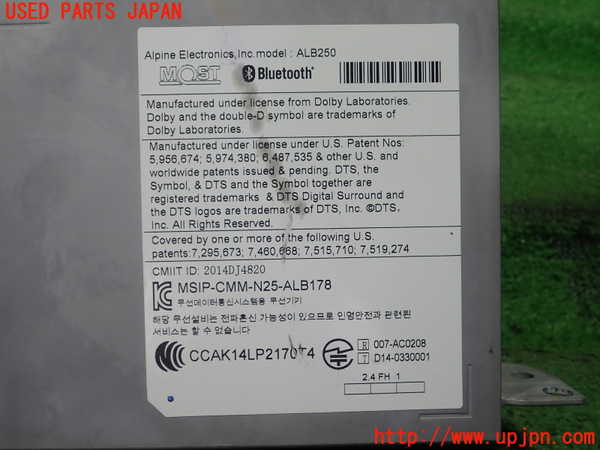 USED PARTS JAPAN
Alpine Electronics,Inc.model : ALB250
MOST Bluetooth®
Manufactured under license from Dolby Laboratories.
Dolby and the double-D symbol are trademarks of
Dolby Laboratories.
Manufactured under license under U.S. Patent Nos:
5,956,674; 5,974,380; 6,487,535 & other U.S. and
worldwide patents issued & pending. DTS, the
Symbol, & DTS and the Symbol together are
registered trademarks & DTS Digital Surround and
the DTS logos are trademarks of DTS, Inc. ©DTS,
Inc. All Rights Reserved.
Covered by one or more of the following U.S.
patents:7,295,673; 7,460,668; 7,515,710; 7,519,274
CMIIT ID: 2014DJ4820
MSIP-CMM-N25-ALB178
무선데이터통신시스템용 무선기기
해당 무선설비는 전파혼신 가능성이 있으므로 인명안전과 관련된
서비스는 할 수 없습니다.
CCAK14LP2170T4
R 007-AC0208
T D14-0330001
2.4 FH 1
http://www.upjpn.com